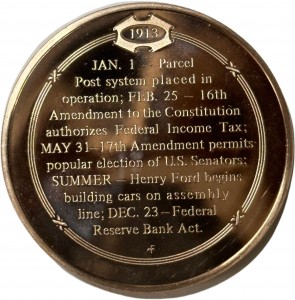 1913
JAN. 1 — Parcel
Post system placed in
operation; FEB. 25 — 16th
Amendment to the Constitution
authorizes Federal Income Tax;
MAY 31—17th Amendment permits
popular election of U.S. Senators;
SUMMER — Henry Ford begins
building cars on assembly
line; DEC. 23—Federal
Reserve Bank Act.